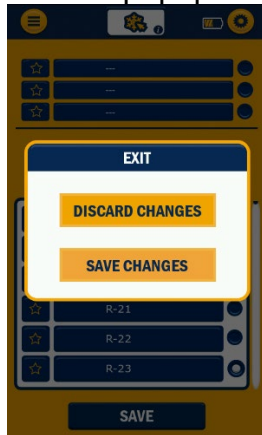 ---
---
---
EXIT
DISCARD CHANGES
SAVE CHANGES
R-21
R-22
R-23
SAVE